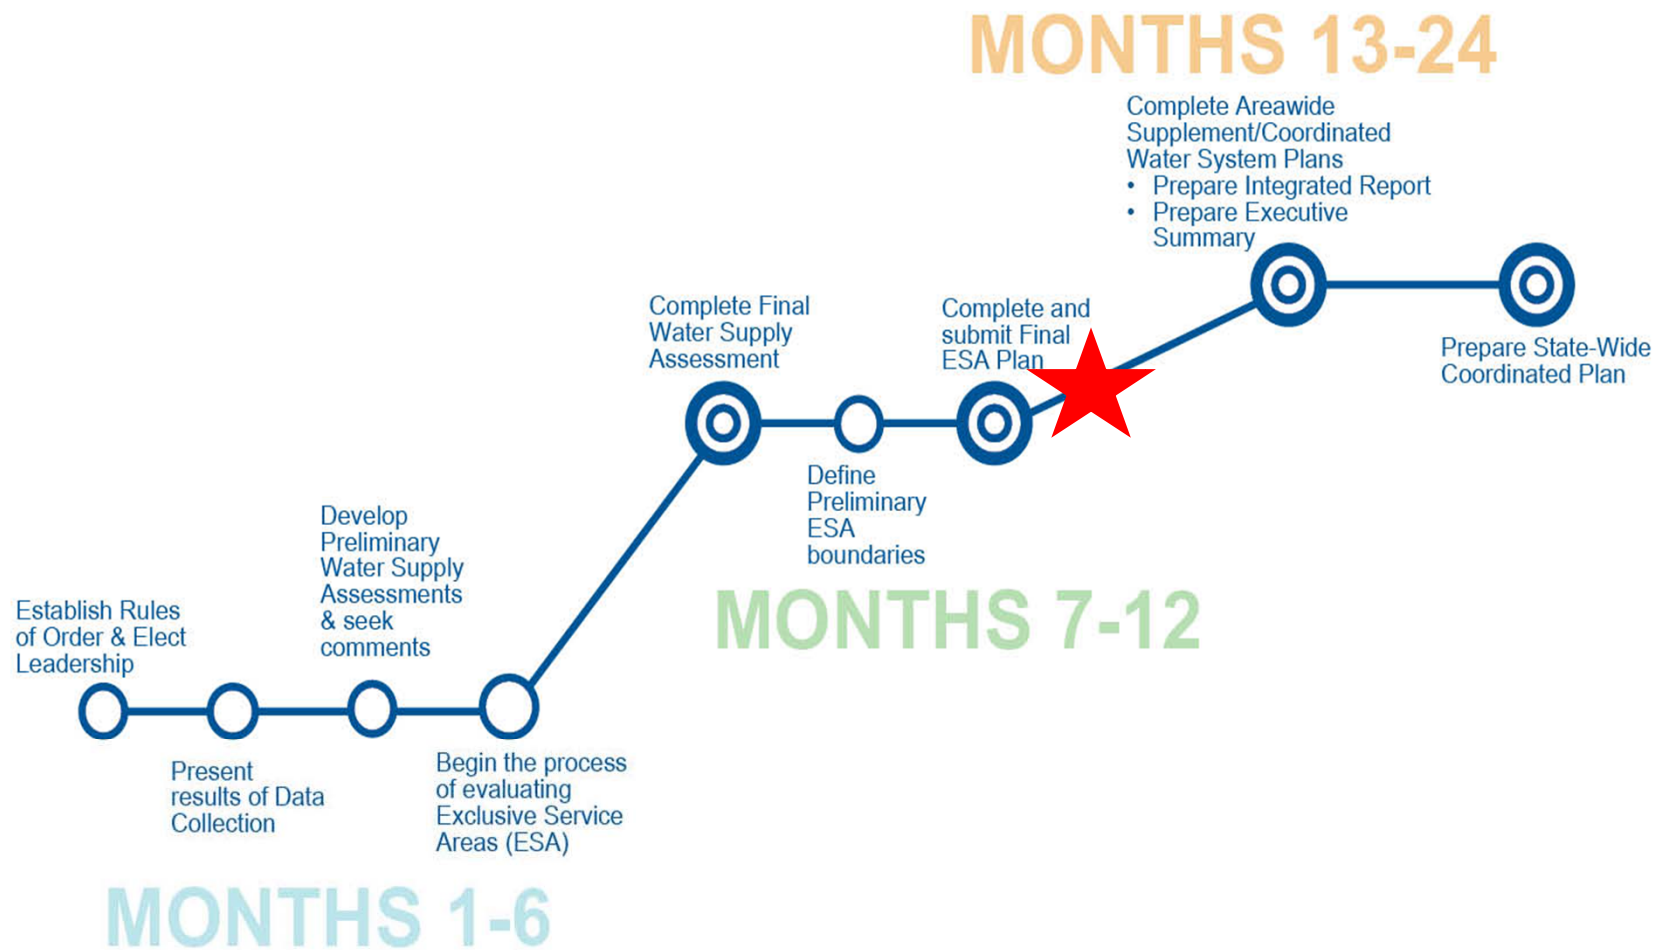 MONTHS 13-24
Complete Areawide
Supplement/Coordinated
Water System Plans
• Prepare Integrated Report
• Prepare Executive
Summary
Complete Final
Water Supply
Assessment
Complete and
submit Final
ESA Plan
Prepare State-Wide
Coordinated Plan
Define
Preliminary
ESA
boundaries
MONTHS 7-12
Develop
Preliminary
Water Supply
Assessments
& seek
comments
Establish Rules
of Order & Elect
Leadership
Present
results of Data
Collection
Begin the process
of evaluating
Exclusive Service
Areas (ESA)
MONTHS 1-6